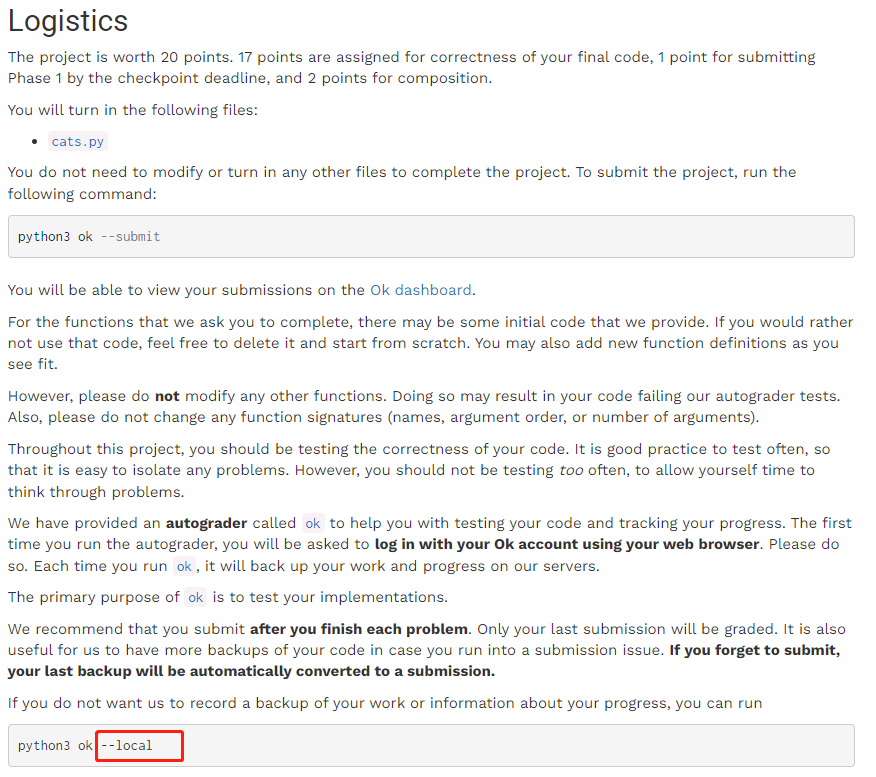 Logistics
The project is worth 20 points. 17 points are assigned for correctness of your final code, 1 point for submitting
Phase 1 by the checkpoint deadline, and 2 points for composition.
You will turn in the following files:
• cats.py
You do not need to modify or turn in any other files to complete the project. To submit the project, run the
following command:
python3 ok --submit
You will be able to view your submissions on the Ok dashboard.
For the functions that we ask you to complete, there may be some initial code that we provide. If you would rather
not use that code, feel free to delete it and start from scratch. You may also add new function definitions as you
see fit.
However, please do not modify any other functions. Doing so may result in your code failing our autograder tests.
Also, please do not change any function signatures (names, argument order, or number of arguments).
Throughout this project, you should be testing the correctness of your code. It is good practice to test often, so
that it is easy to isolate any problems. However, you should not be testing too often, to allow yourself time to
think through problems.
We have provided an autograder called ok to help you with testing your code and tracking your progress. The first
time you run the autograder, you will be asked to log in with your Ok account using your web browser. Please do
so. Each time you run ok, it will back up your work and progress on our servers.
The primary purpose of ok is to test your implementations.
We recommend that you submit after you finish each problem. Only your last submission will be graded. It is also
useful for us to have more backups of your code in case you run into a submission issue. If you forget to submit,
your last backup will be automatically converted to a submission.
If you do not want us to record a backup of your work or information about your progress, you can run
python3 ok --local